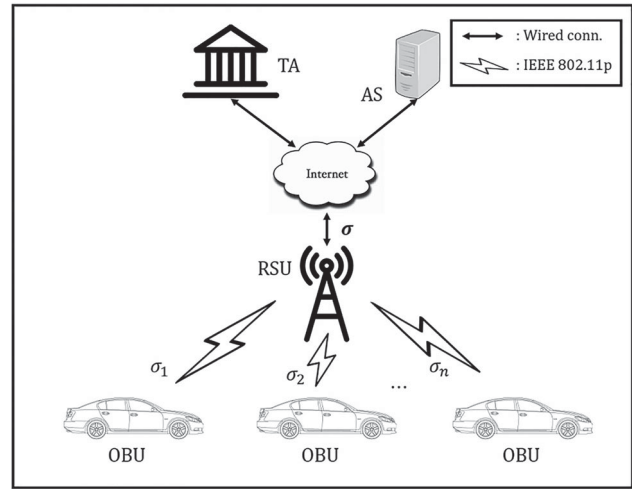 TA
AS
: Wired conn.
: IEEE 802.11p
Internet
σ
RSU
σ1
σ2
...
σn
OBU
OBU
OBU